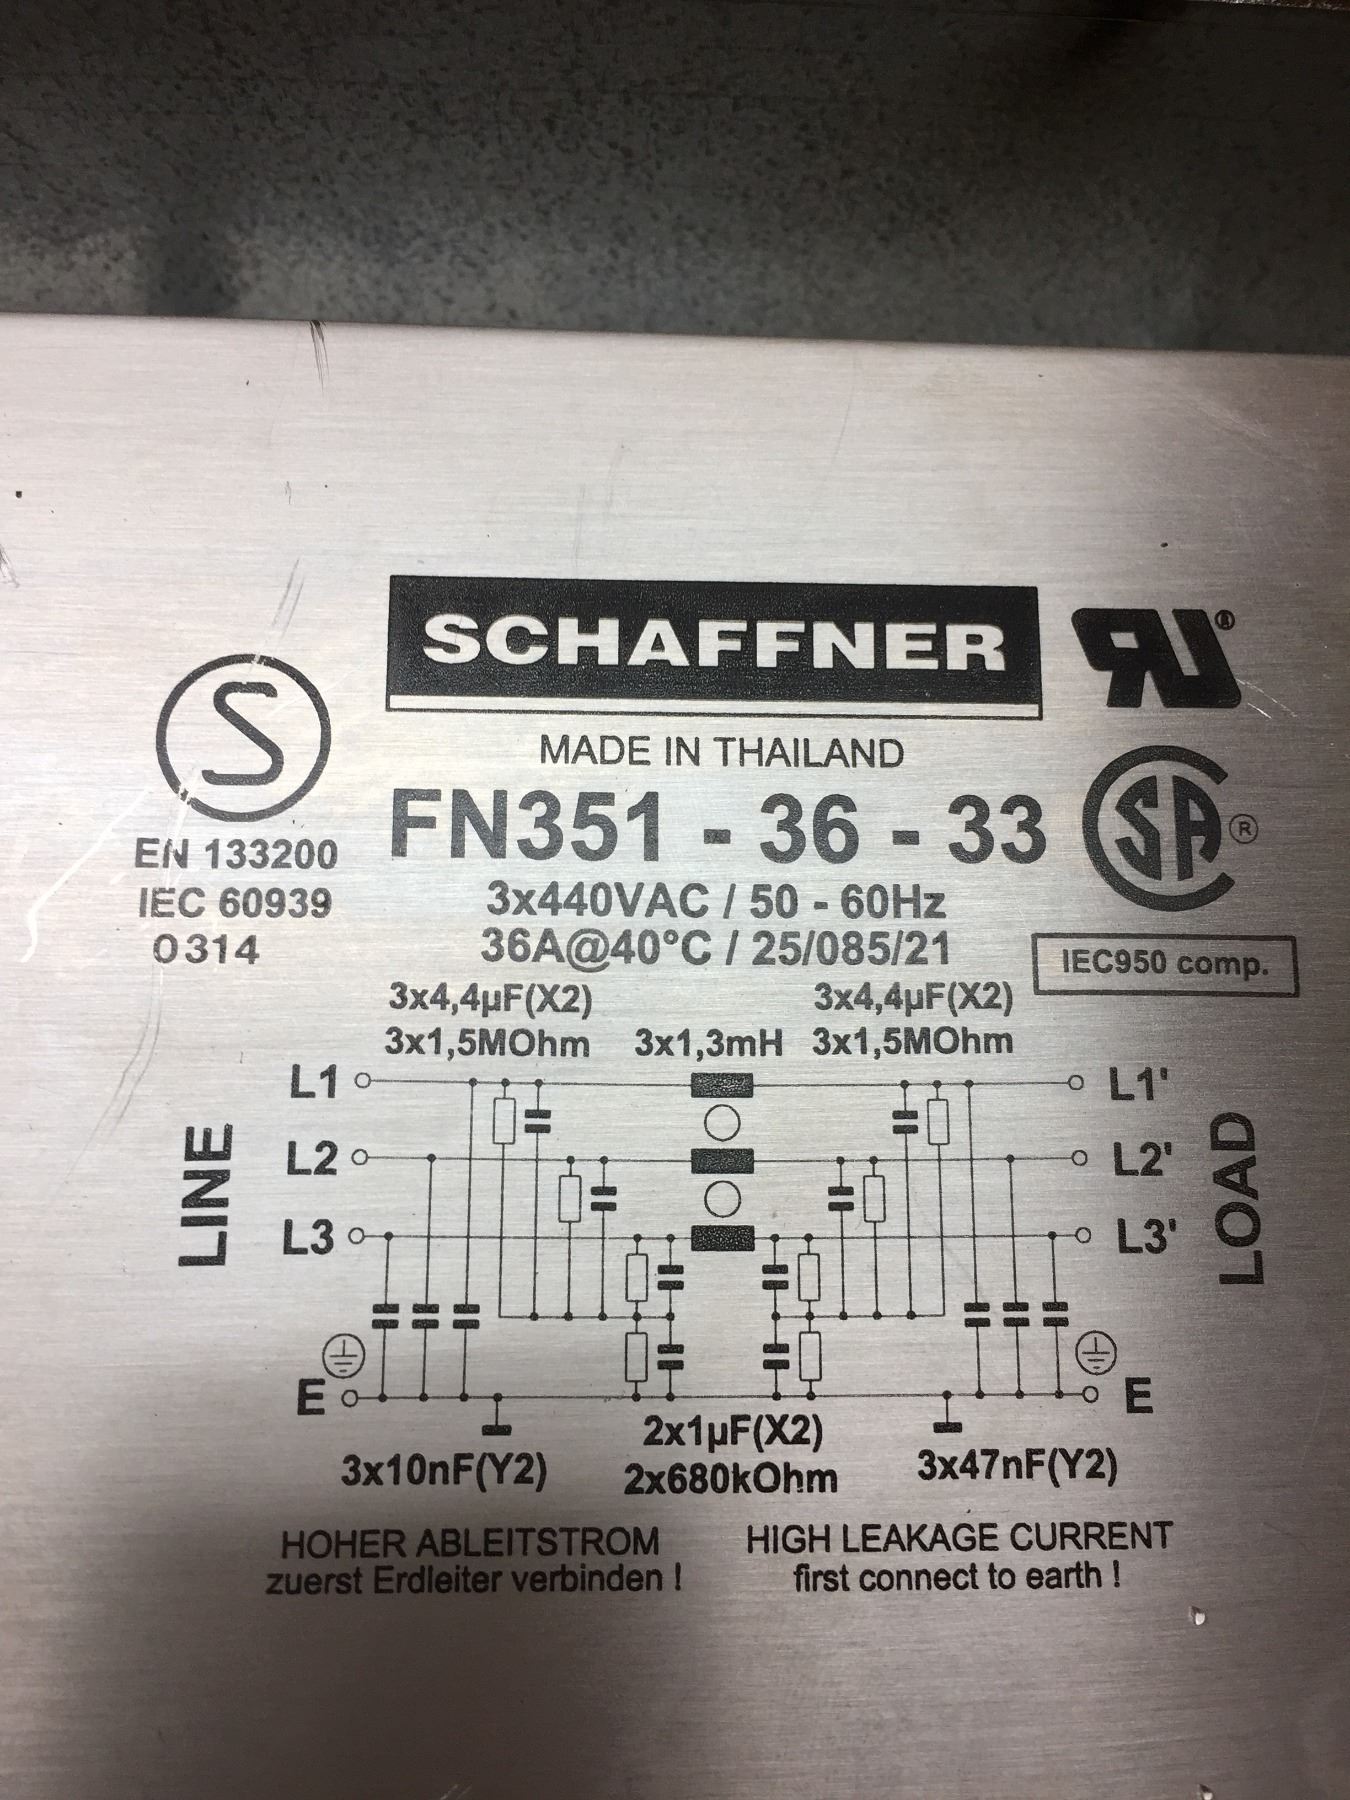 SCHAFFNER
RU®
MADE IN THAILAND
S
FN351 - 36 - 33
CSA ®
EN 133200
IEC 60939
0314
3x440VAC / 50 - 60Hz
36A@40°C / 25/085/21
IEC950 comp.
3x4,4µF(X2)
3x4,4µF(X2)
3x1,5MOhm
3x1,3mH
3x1,5MOhm
L1
L1'
LINE
L2
L2'
LOAD
L3
L3'
E
E
3x10nF(Y2)
2x1µF(X2)
2x680kOhm
3x47nF(Y2)
HOHER ABLEITSTROM
zuerst Erdleiter verbinden !
HIGH LEAKAGE CURRENT
first connect to earth !